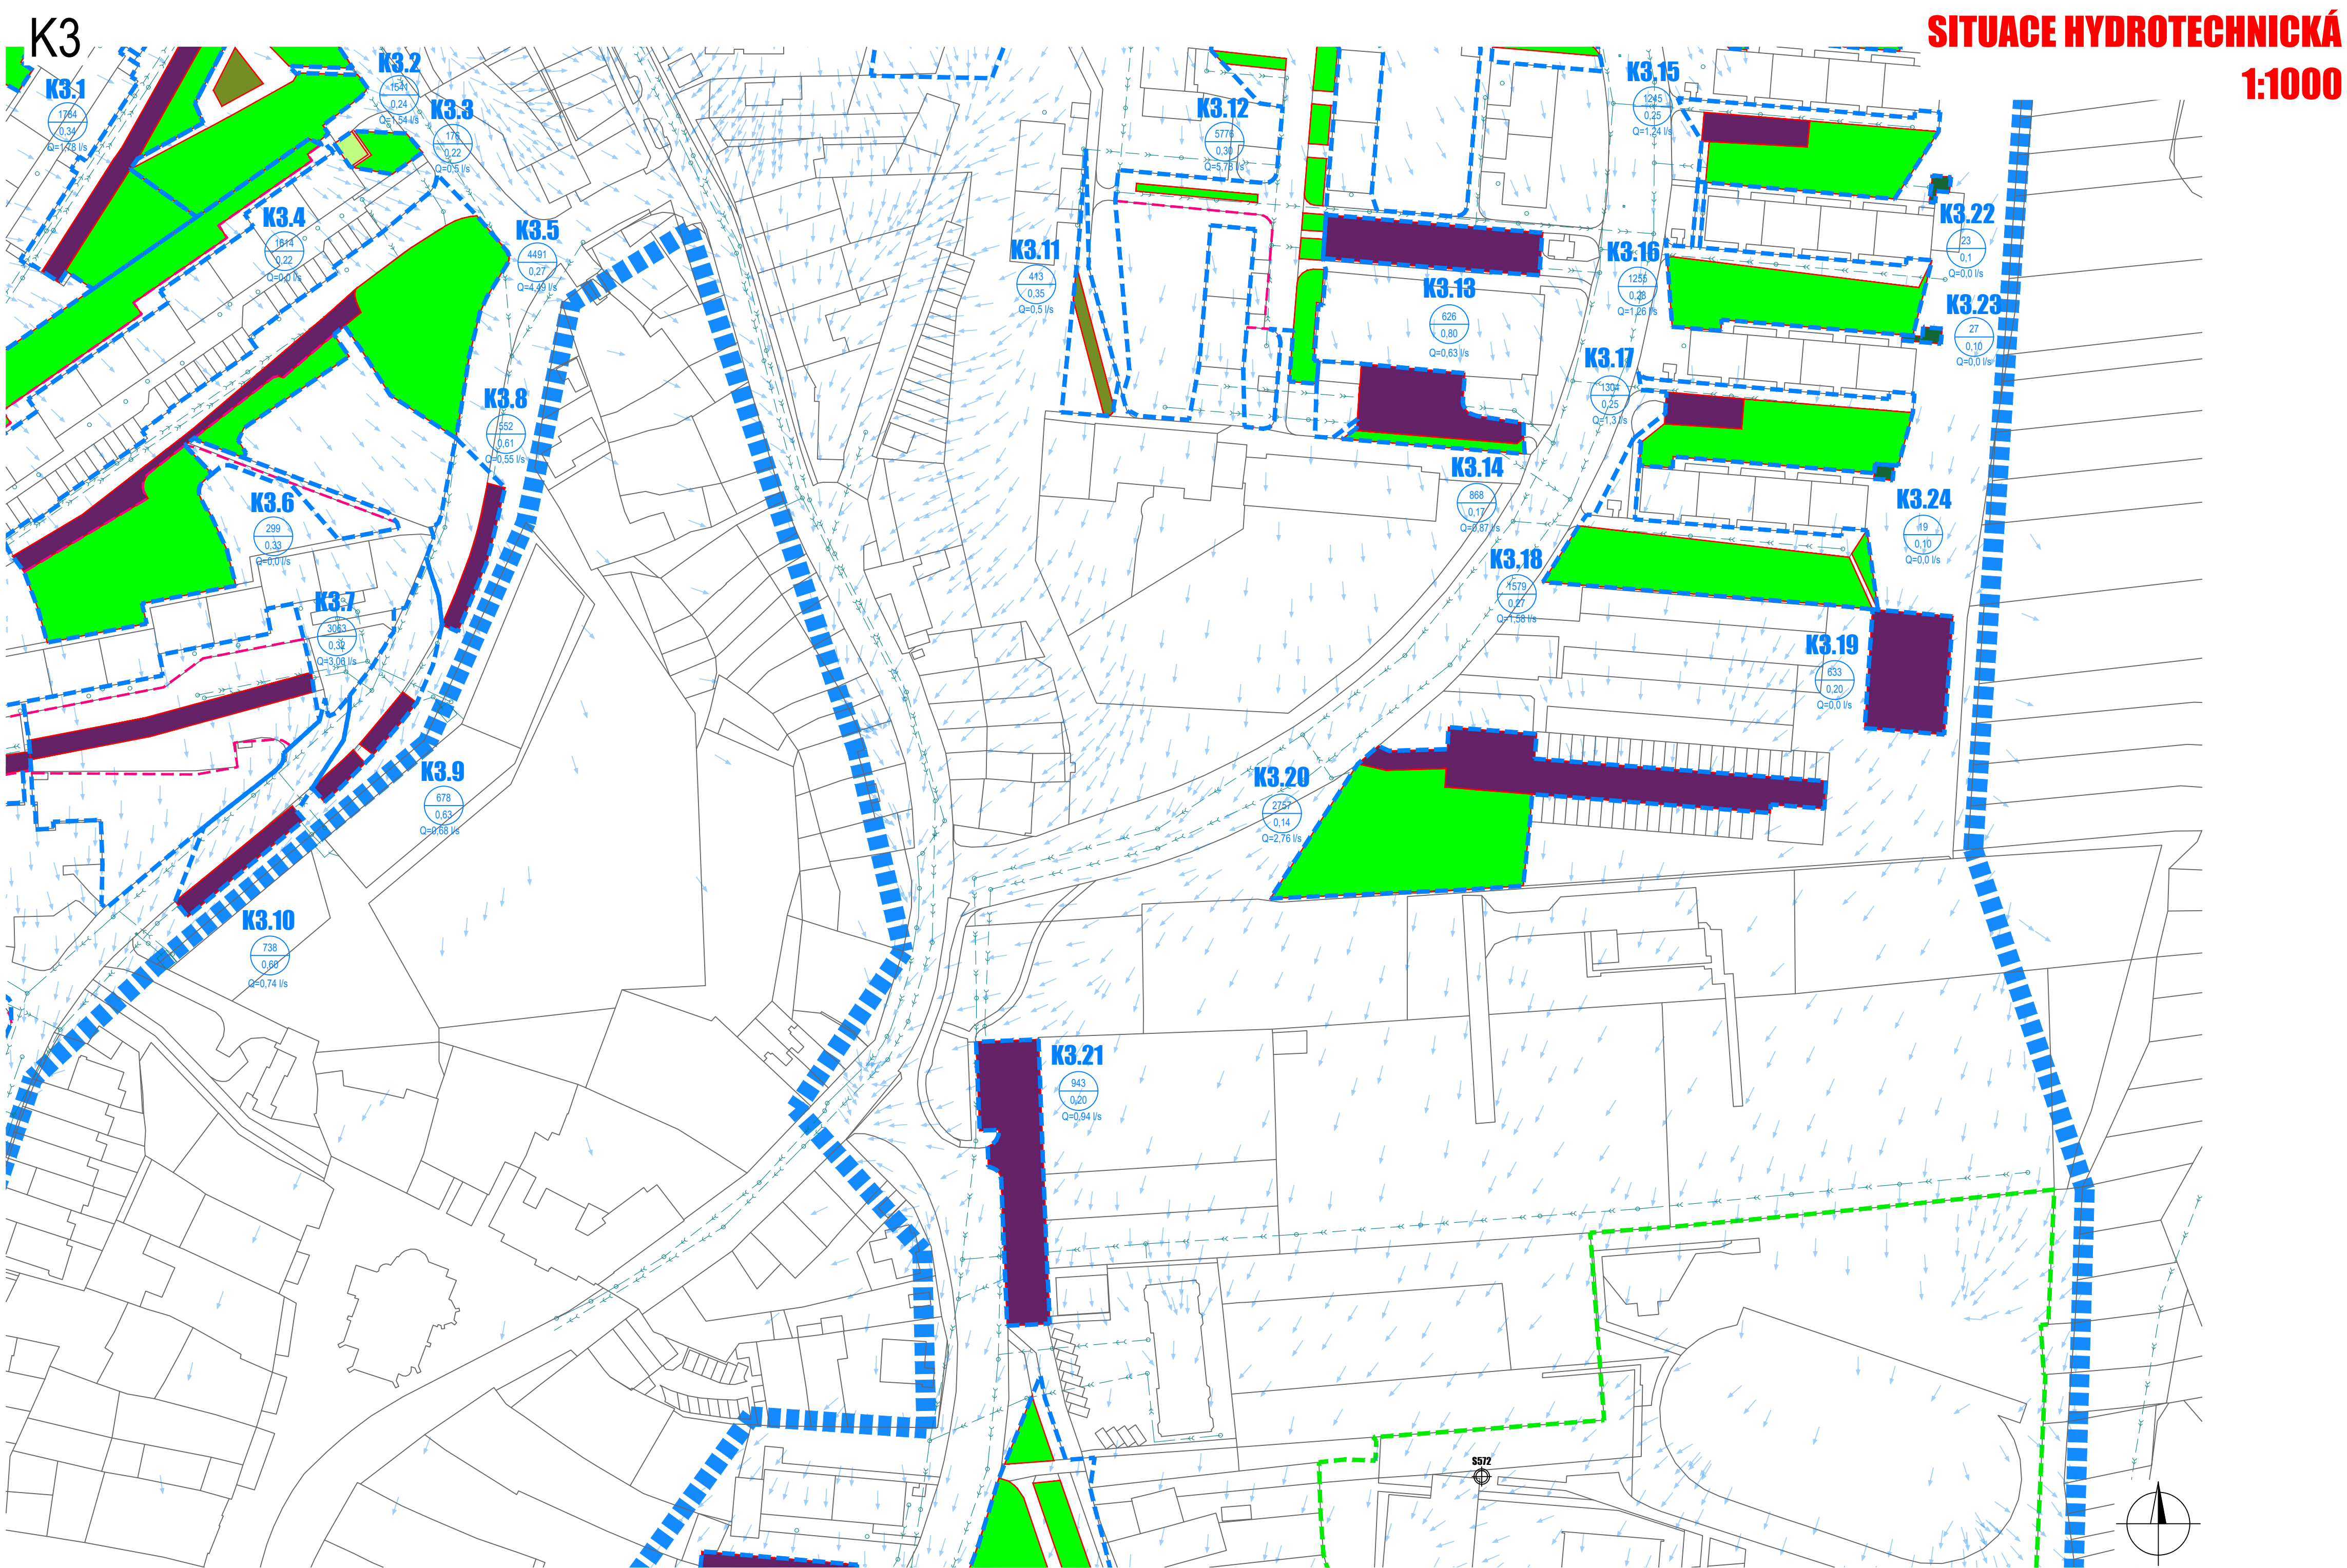 K3
SITUACE HYDROTECHNICKÁ
1:1000
K3.1
1784
0,34
Q=1,78 l/s
K3.2
1541
0,24
Q=1,54 l/s
K3.3
176
0,22
Q=0,5 l/s
K3.4
1614
0,22
Q=0,0 l/s
K3.5
4491
0,27
Q=4,49 l/s
K3.6
299
0,33
Q=0,0 l/s
K3.7
3063
0,32
Q=3,06 l/s
K3.8
552
0,61
Q=0,55 l/s
K3.9
678
0,63
Q=0,68 l/s
K3.10
738
0,60
Q=0,74 l/s
K3.11
413
0,35
Q=0,5 l/s
K3.12
5776
0,30
Q=5,78 l/s
K3.13
626
0,80
Q=0,63 l/s
K3.14
868
0,17
Q=0,87 l/s
K3.15
1245
0,25
Q=1,24 l/s
K3.16
1255
0,28
Q=1,26 l/s
K3.17
1304
0,25
Q=1,3 l/s
K3.18
1579
0,27
Q=1,58 l/s
K3.19
633
0,20
Q=0,0 l/s
K3.20
2757
0,14
Q=2,76 l/s
K3.21
943
0,20
Q=0,94 l/s
K3.22
23
0,1
Q=0,0 l/s
K3.23
27
0,10
Q=0,0 l/s
K3.24
19
0,10
Q=0,0 l/s
S572